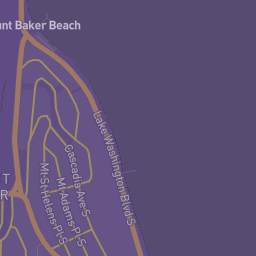 unt Baker Beach
Lake Washington Blvd S
Cascadia Ave S
Mt Adams Pl S
Mt St Helens Pl S
T
R